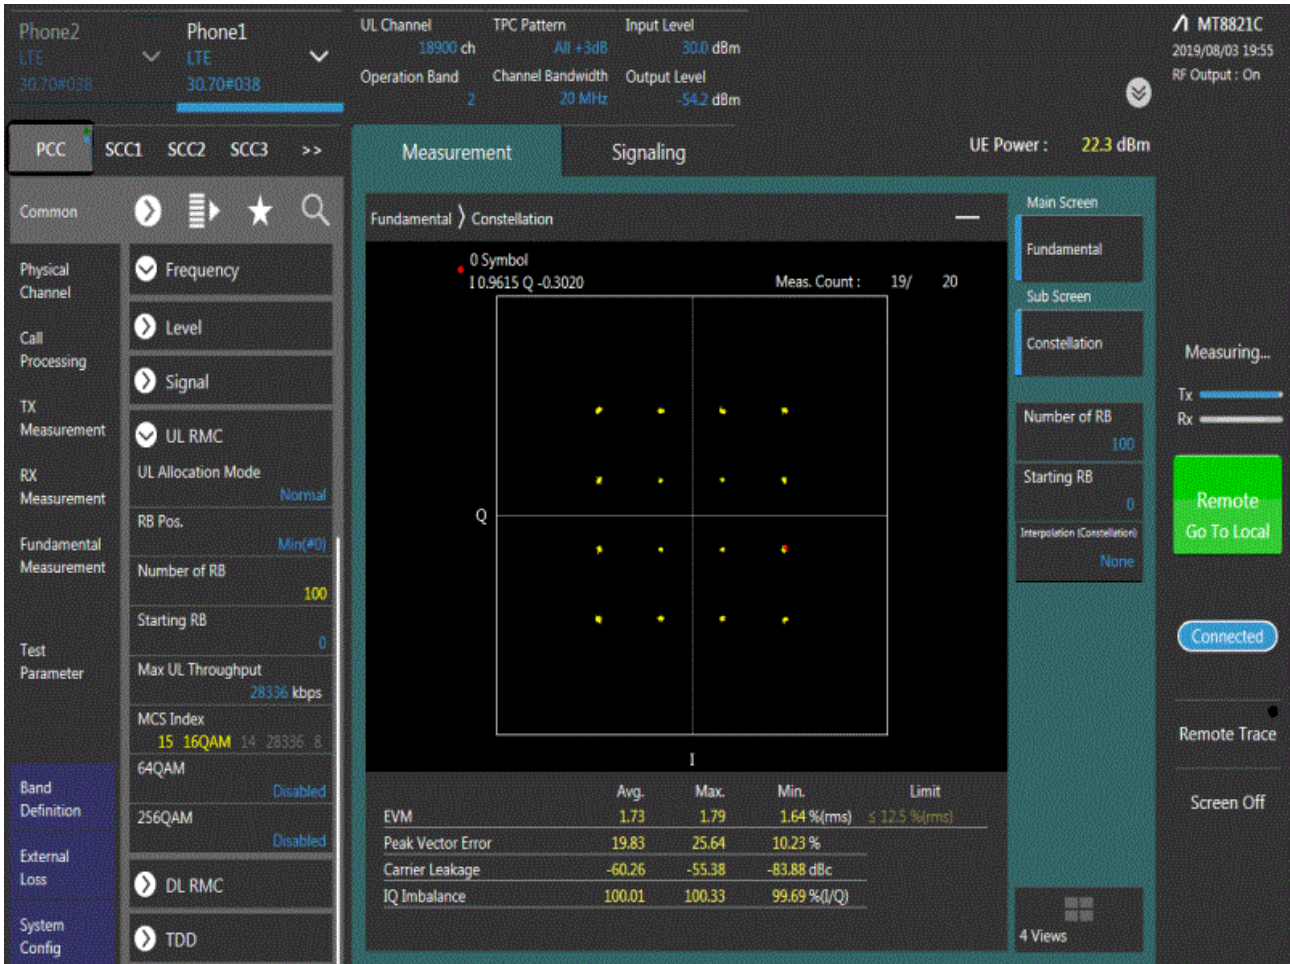 Phone2
LTE
30.70#038
Phone1
LTE
30.70#038
UL Channel
18900 ch
TPC Pattern
All +3dB
Input Level
30.0 dBm
Operation Band
2
Channel Bandwidth
20 MHz
Output Level
-54.2 dBm
MT8821C
2019/08/03 19:55
RF Output : On
PCC SCC1 SCC2 SCC3 >>
Measurement
Signaling
UE Power : 22.3 dBm
Common
Physical
Channel
Call
Processing
TX
Measurement
RX
Measurement
Fundamental
Measurement
Test
Parameter
Band
Definition
External
Loss
System
Config
Frequency
Level
Signal
UL RMC
UL Allocation Mode
Normal
RB Pos.
Min(#0)
Number of RB
100
Starting RB
0
Max UL Throughput
28336 kbps
MCS Index
15 16QAM 14 28336 8
64QAM
Disabled
256QAM
Disabled
DL RMC
TDD
Fundamental 〉 Constellation
0 Symbol
I 0.9615 Q -0.3020
Meas. Count : 19/ 20
Q
I
Avg. Max. Min. Limit
EVM 1.73 1.79 1.64 %(rms) ≤ 12.5 %(rms)
Peak Vector Error 19.83 25.64 10.23 %
Carrier Leakage -60.26 -55.38 -83.88 dBc
IQ Imbalance 100.01 100.33 99.69 %(I/Q)
Main Screen
Fundamental
Sub Screen
Constellation
Number of RB
100
Starting RB
0
Interpolation (Constellation)
None
4 Views
Measuring...
Tx
Rx
Remote
Go To Local
Connected
Remote Trace
Screen Off